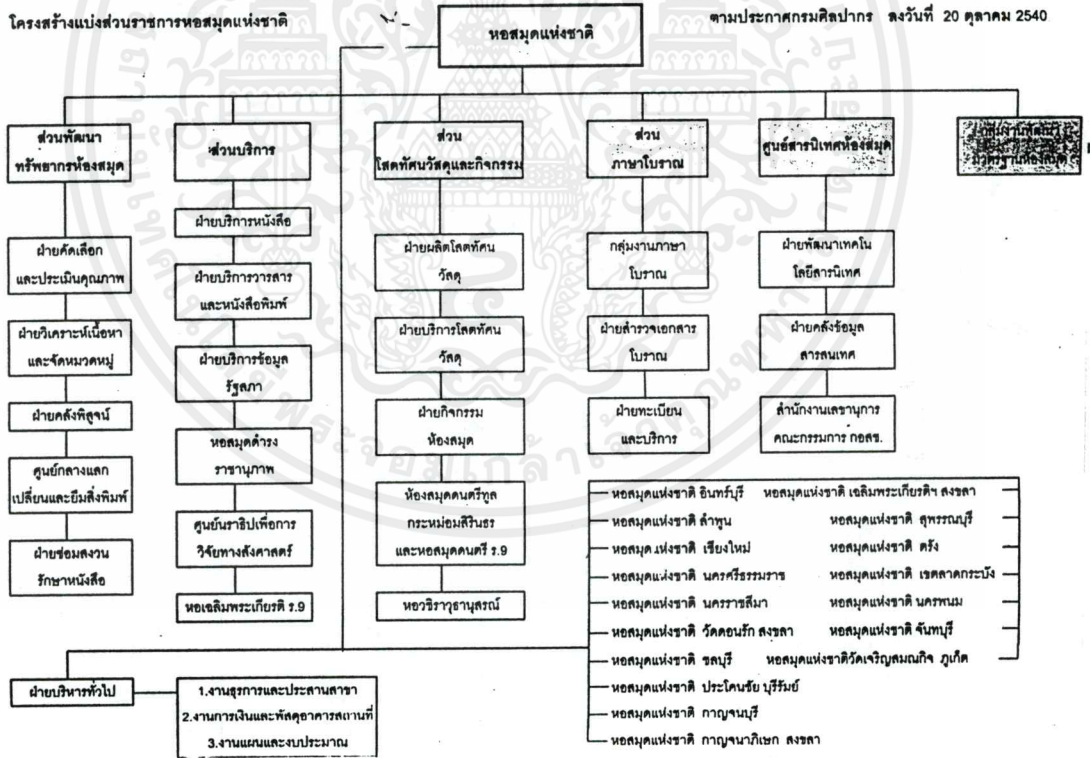 โครงสร้างแบ่งส่วนราชการหอสมุดแห่งชาติ
ตามประกาศกรมศิลปากร ลงวันที่ 20 ตุลาคม 2540
หอสมุดแห่งชาติ
ส่วนพัฒนา
ทรัพยากรห้องสมุด
ฝ่ายคัดเลือก
และประเมินคุณภาพ
ฝ่ายวิเคราะห์เนื้อหา
และจัดหมวดหมู่
ฝ่ายคลังพิสูจน์
ศูนย์กลางแลก
เปลี่ยนและยืมสิ่งพิมพ์
ฝ่ายซ่อมสงวน
รักษาหนังสือ
ส่วนบริการ
ฝ่ายบริการหนังสือ
ฝ่ายบริการวารสาร
และหนังสือพิมพ์
ฝ่ายบริการข้อมูล
รัฐสภา
หอสมุดดำรง
ราชานุภาพ
ศูนย์นราธิปเพื่อการ
วิจัยทางสังคาสตร์
หอเฉลิมพระเกียรติ ร.9
ส่วน
โสตทัศนวัสดุและกิจกรรม
ฝ่ายผลิตโสตทัศน
วัสดุ
ฝ่ายบริการโสตทัศน
วัสดุ
ฝ่ายกิจกรรม
ห้องสมุด
ห้องสมุดดนตรีทูล
กระหม่อมสิรินธร
และหอสมุดดนตรี ร.9
หอวชิราวุธานุสรณ์
ส่วน
ภาษาโบราณ
กลุ่มงานภาษา
โบราณ
ฝ่ายสำรวจเอกสาร
โบราณ
ฝ่ายทะเบียน
และบริการ
ศูนย์สารนิเทศห้องสมุด
ฝ่ายพัฒนาเทคโน
โลยีสารนิเทศ
ฝ่ายคลังข้อมูล
สารสนเทศ
สำนักงานเลขานุการ
คณะกรรมการ กอสช.
กลุ่มงานพัฒนา
มาตรฐานห้องสมุด
หอสมุดแห่งชาติ อินทร์บุรี หอสมุดแห่งชาติ เฉลิมพระเกียรติฯ สงขลา
หอสมุดแห่งชาติ ลำพูน หอสมุดแห่งชาติ สุพรรณบุรี
หอสมุดแห่งชาติ เชียงใหม่ หอสมุดแห่งชาติ ตรัง
หอสมุดแห่งชาติ นครศรีธรรมราช หอสมุดแห่งชาติ เขตลาดกระบัง
หอสมุดแห่งชาติ นครราชสีมา หอสมุดแห่งชาติ นครพนม
หอสมุดแห่งชาติ วัดดอนรัก สงขลา หอสมุดแห่งชาติ จันทบุรี
หอสมุดแห่งชาติ ชลบุรี หอสมุดแห่งชาติวัดเจริญสมณกิจ ภูเก็ต
หอสมุดแห่งชาติ ประโคนชัย บุรีรัมย์
หอสมุดแห่งชาติ กาญจนบุรี
หอสมุดแห่งชาติ กาญจนาภิเษก สงขลา
ฝ่ายบริหารทั่วไป
1.งานธุรการและประสานสาขา
2.งานการเงินและพัสดุอาคารสถานที่
3.งานแผนและงบประมาณ